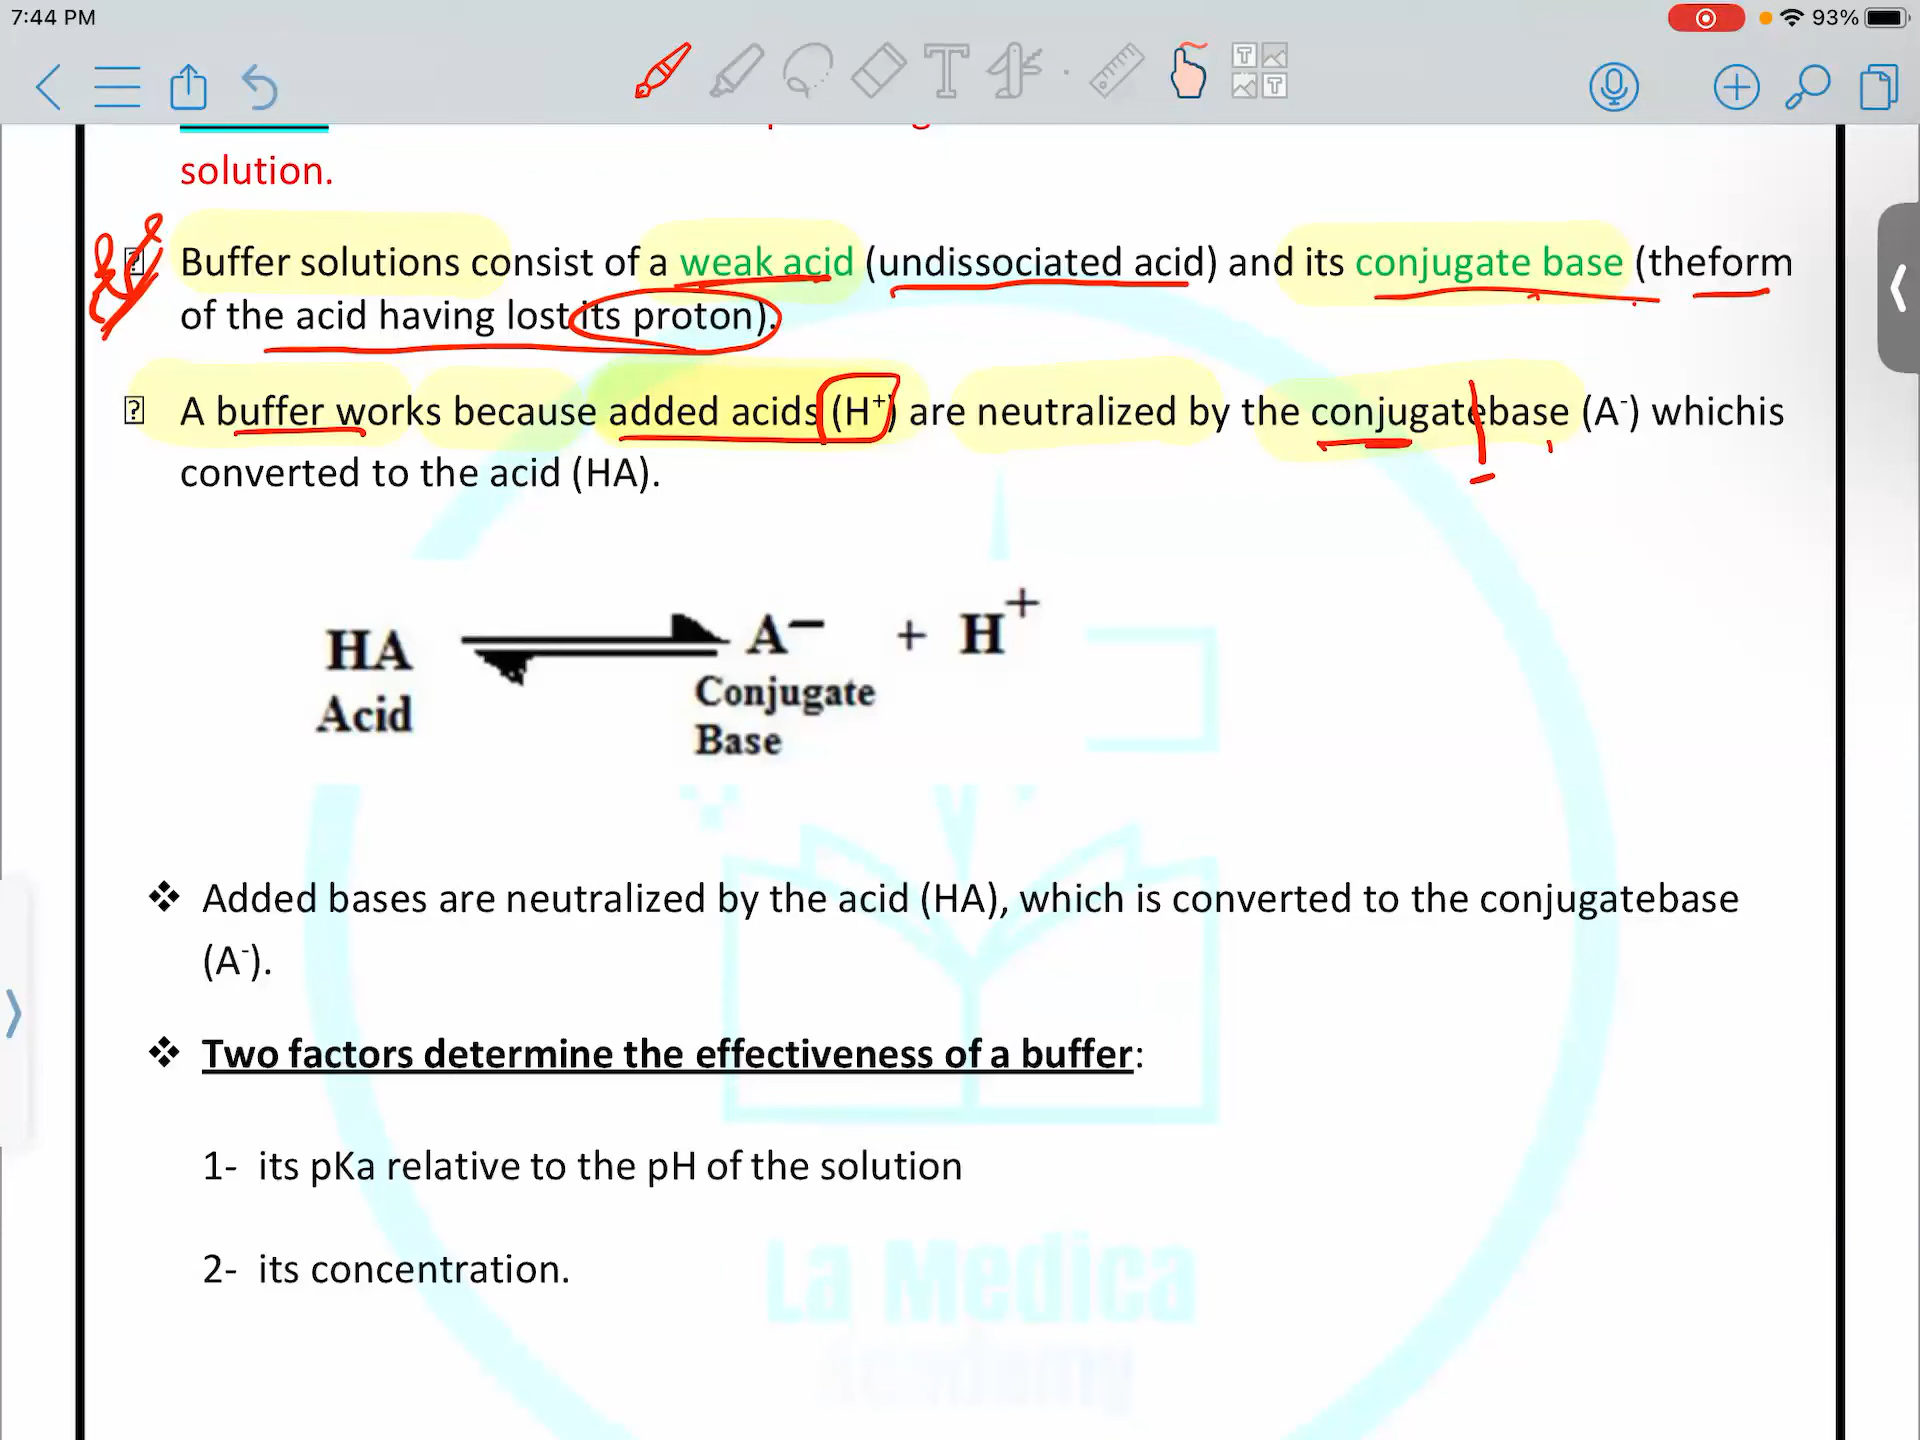 7:44 PM
93%
solution.
Buffer solutions consist of a weak acid (undissociated acid) and its conjugate base (theform
of the acid having lost its proton).
A buffer works because added acids (H⁺) are neutralized by the conjugatebase (A⁻) whichis
converted to the acid (HA).
HA ⇌ A⁻ + H⁺
Acid Conjugate
Base
❖ Added bases are neutralized by the acid (HA), which is converted to the conjugatebase
(A⁻).
❖ Two factors determine the effectiveness of a buffer:
1- its pKa relative to the pH of the solution
2- its concentration.
La Medica
Academy